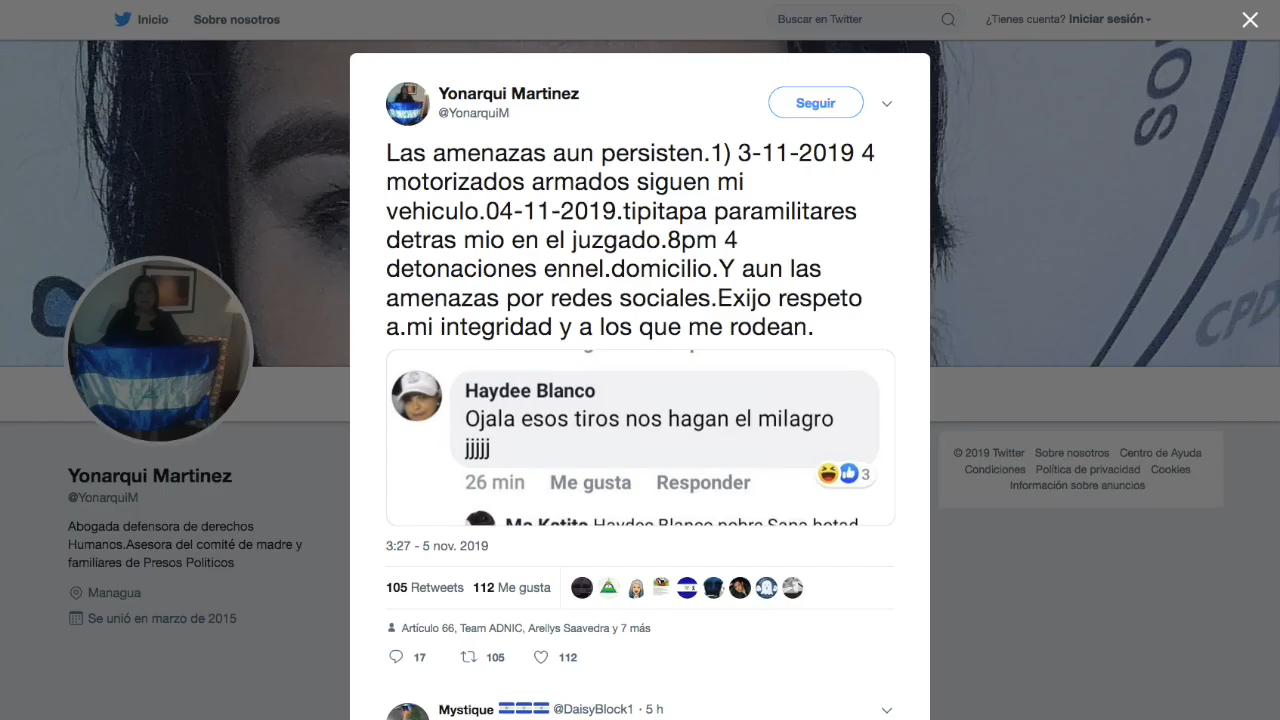 Inicio
Sobre nosotros
Buscar en Twitter
¿Tienes cuenta? Iniciar sesión
Yonarqui Martinez
@YonarquiM
Seguir
Las amenazas aun persisten.1) 3-11-2019 4
motorizados armados siguen mi
vehiculo.04-11-2019.tipitapa paramilitares
detras mio en el juzgado.8pm 4
detonaciones ennel.domicilio.Y aun las
amenazas por redes sociales.Exijo respeto
a.mi integridad y a los que me rodean.
Haydee Blanco
Ojala esos tiros nos hagan el milagro
jjjjj
26 min Me gusta Responder
3
Haydee Blanco
3:27 - 5 nov. 2019
105 Retweets 112 Me gusta
Artículo 66, Team ADNIC, Arellys Saavedra y 7 más
17 105 112
Mystique @DaisyBlock1 · 5 h
Yonarqui Martinez
@YonarquiM
Abogada defensora de derechos
Humanos.Asesora del comité de madre y
familiares de Presos Politicos
Managua
Se unió en marzo de 2015
© 2019 Twitter Sobre nosotros Centro de Ayuda
Condiciones Política de privacidad Cookies
Información sobre anuncios
CPD